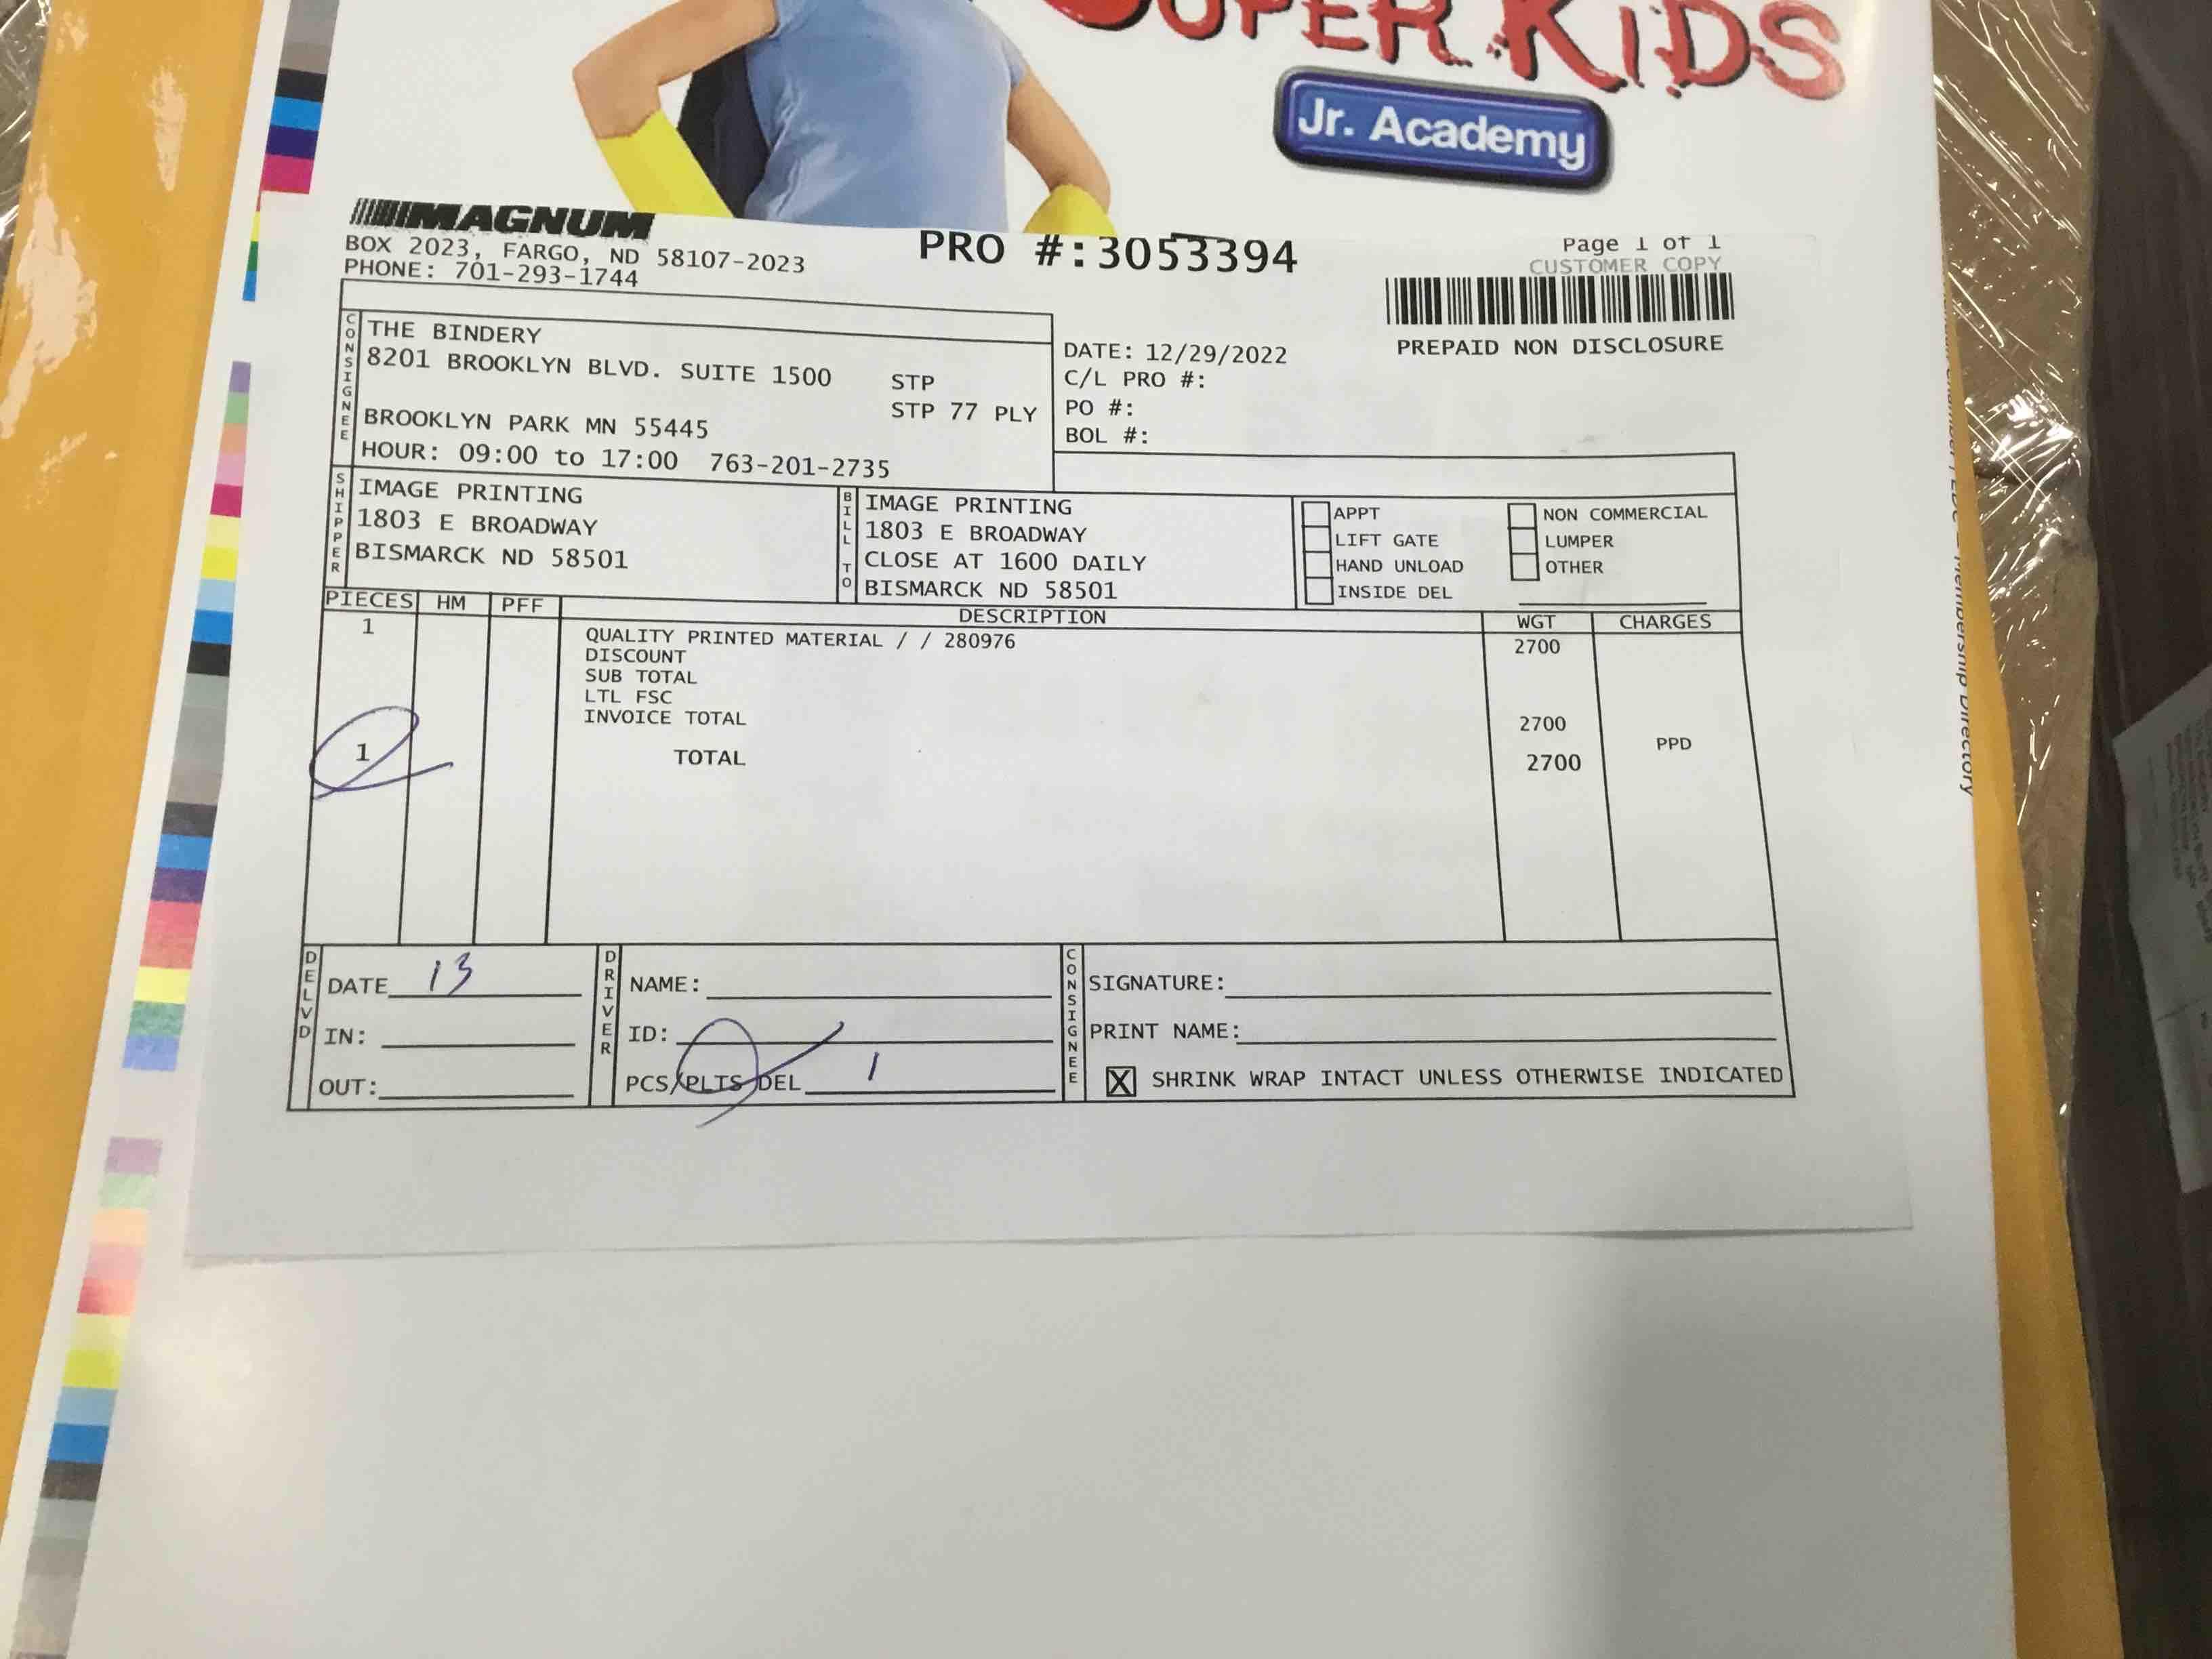 SUPER KiDS
Jr. Academy
MAGNUM
BOX 2023, FARGO, ND 58107-2023
PHONE: 701-293-1744
PRO #:3053394
Page 1 of 1
CUSTOMER COPY
PREPAID NON DISCLOSURE
CONSIGNEE
THE BINDERY
8201 BROOKLYN BLVD. SUITE 1500
STP
STP 77 PLY
BROOKLYN PARK MN 55445
HOUR: 09:00 to 17:00 763-201-2735
DATE: 12/29/2022
C/L PRO #:
PO #:
BOL #:
SHIPPER
IMAGE PRINTING
1803 E BROADWAY
BISMARCK ND 58501
BILL TO
IMAGE PRINTING
1803 E BROADWAY
CLOSE AT 1600 DAILY
BISMARCK ND 58501
APPT
LIFT GATE
HAND UNLOAD
INSIDE DEL
NON COMMERCIAL
LUMPER
OTHER
PIECES HM PFF DESCRIPTION WGT CHARGES
1 QUALITY PRINTED MATERIAL / / 280976 2700
DISCOUNT
SUB TOTAL
LTL FSC
INVOICE TOTAL 2700
PPD
1 TOTAL 2700
DELVD
DATE 13
IN:
OUT:
DRIVER
NAME:
ID:
PCS/PLTS DEL 1
CONSIGNEE
SIGNATURE:
PRINT NAME:
X SHRINK WRAP INTACT UNLESS OTHERWISE INDICATED
Membership Directory